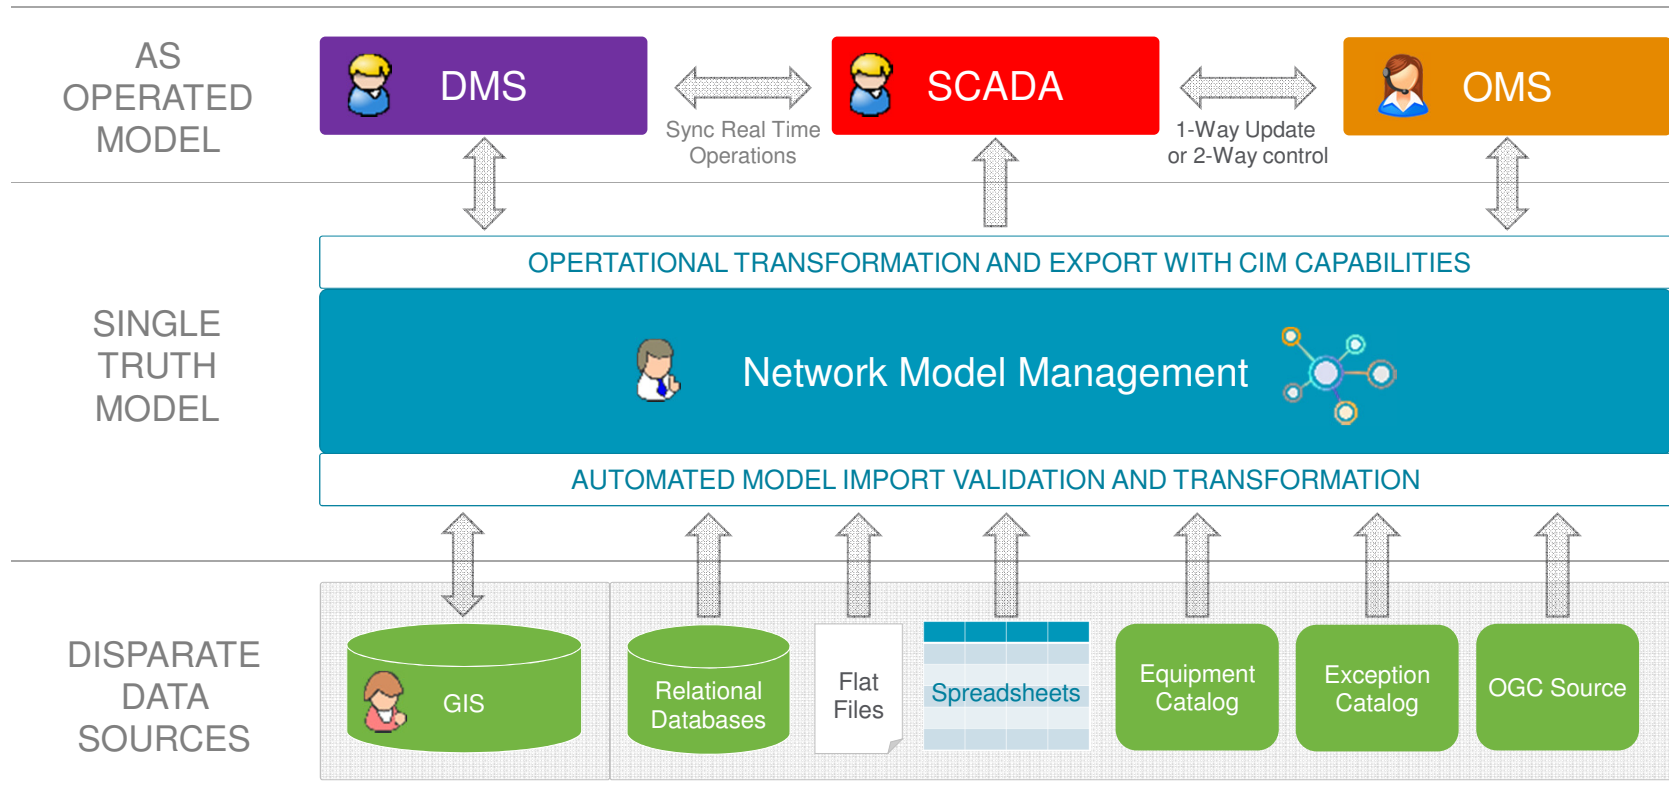 AS
OPERATED
MODEL
DMS
SCADA
OMS
Sync Real Time
Operations
1-Way Update
or 2-Way control
SINGLE
TRUTH
MODEL
OPERTATIONAL TRANSFORMATION AND EXPORT WITH CIM CAPABILITIES
Network Model Management
AUTOMATED MODEL IMPORT VALIDATION AND TRANSFORMATION
DISPARATE
DATA
SOURCES
GIS
Relational
Databases
Flat
Files
Spreadsheets
Equipment
Catalog
Exception
Catalog
OGC Source